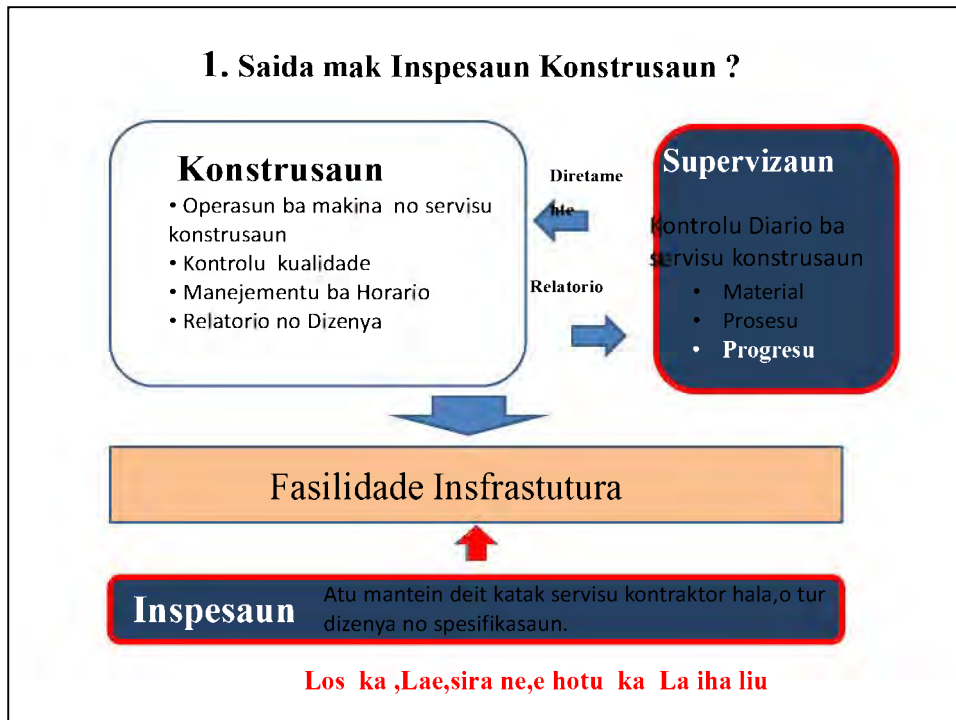 1. Saida mak Inspesaun Konstrusaun ?
Konstrusaun
• Operasun ba makina no servisu
konstrusaun
• Kontrolu kualidade
• Manejementu ba Horario
• Relatorio no Dizenya
Diretame
nte
Relatorio
Supervizaun
Kontrolu Diario ba
servisu konstrusaun
• Material
• Prosesu
• Progresu
Fasilidade Insfrastutura
Inspesaun
Atu mantein deit katak servisu kontraktor hala,o tur
dizenya no spesifikasaun.
Los ka ,Lae,sira ne,e hotu ka La iha liu